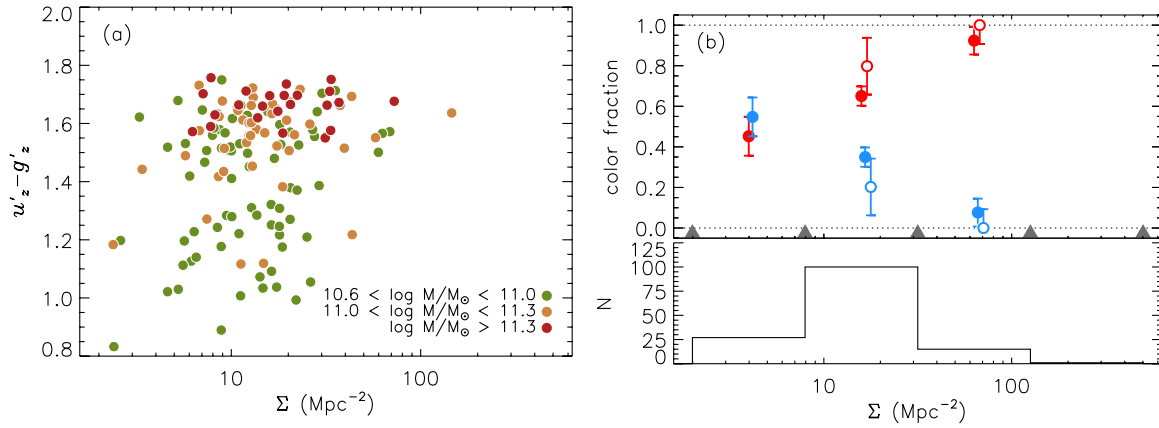 (a)
2.0
1.8
1.6
1.4
1.2
1.0
0.8
u'z−g'z
10.6 < log M/M⊙ < 11.0
11.0 < log M/M⊙ < 11.3
log M/M⊙ > 11.3
10
100
Σ (Mpc⁻²)
(b)
1.0
0.8
0.6
0.4
0.2
0.0
color fraction
125
100
75
50
25
0
N
10
100
Σ (Mpc⁻²)